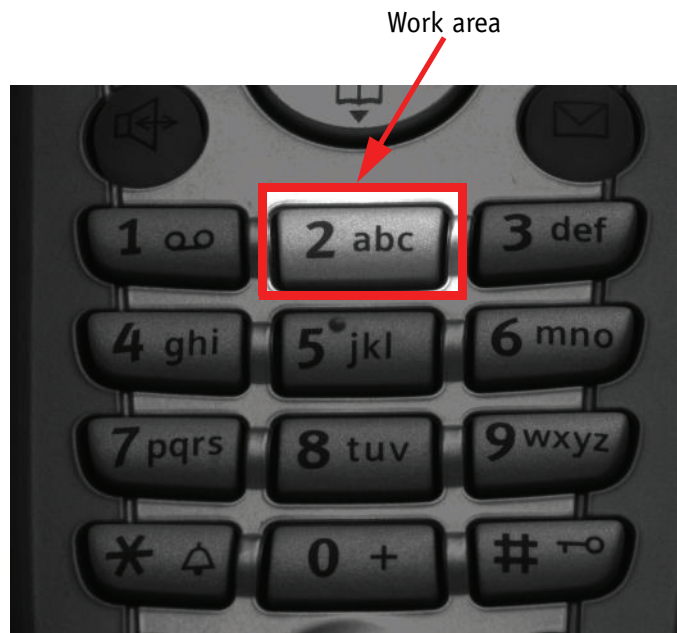 Work area
1 2 abc 3 def
4 ghi 5 jkl 6 mno
7 pqrs 8 tuv 9 wxyz
* 0 + #